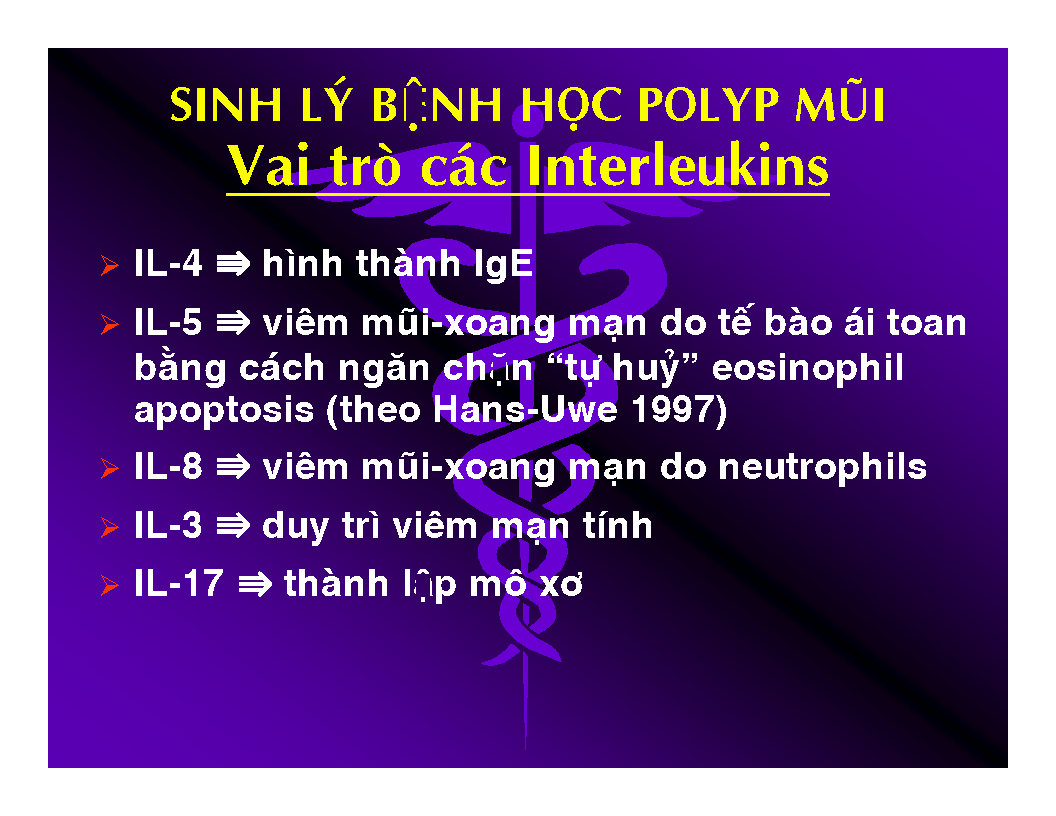 SINH LÝ BỆNH HỌC POLYP MŨI
Vai trò các Interleukins
➢ IL-4 ⇛ hình thành IgE
➢ IL-5 ⇛ viêm mũi-xoang mạn do tế bào ái toan
bằng cách ngăn chặn “tự huỷ” eosinophil
apoptosis (theo Hans-Uwe 1997)
➢ IL-8 ⇛ viêm mũi-xoang mạn do neutrophils
➢ IL-3 ⇛ duy trì viêm mạn tính
➢ IL-17 ⇛ thành lập mô xơ